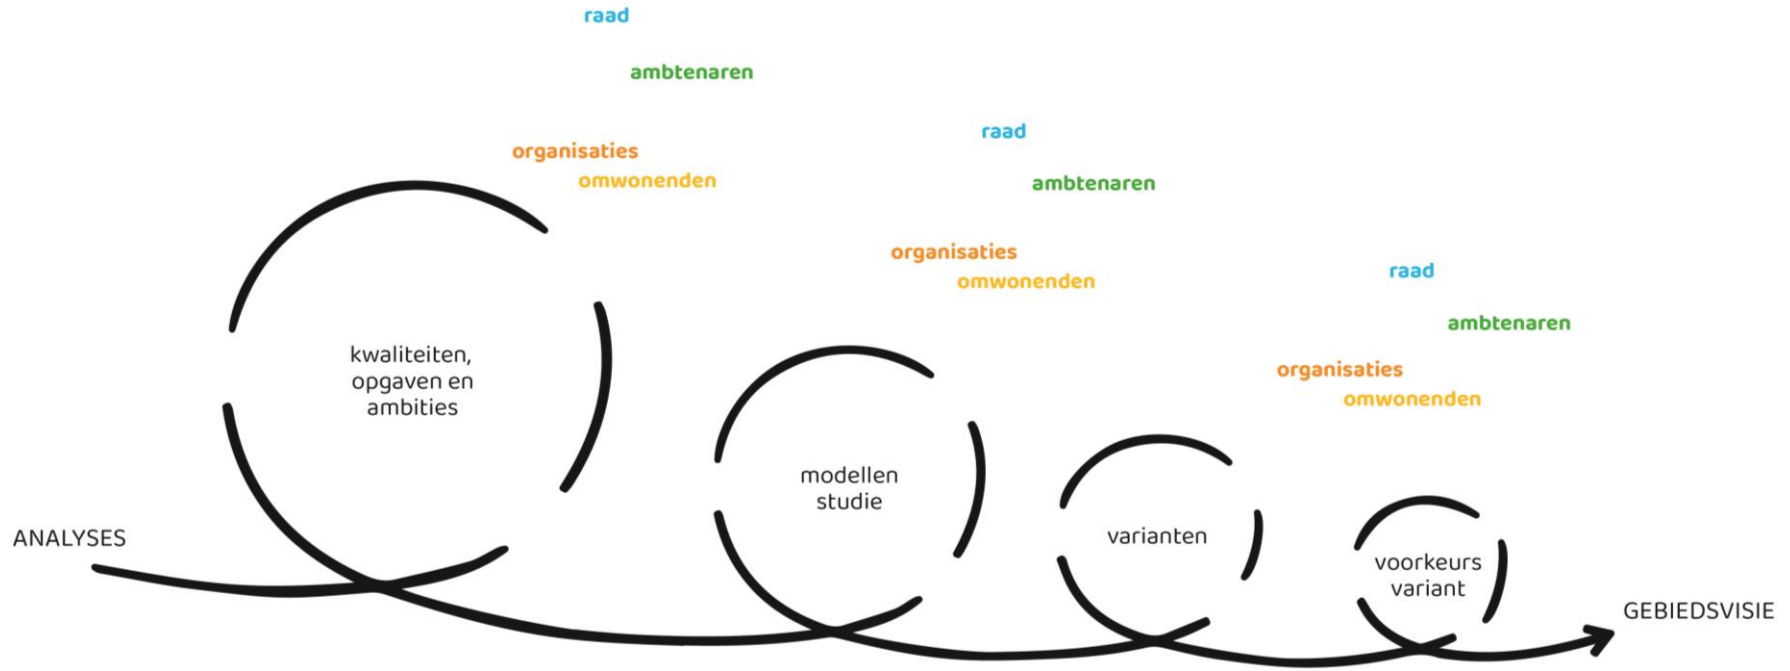 raad
ambtenaren
organisaties
omwonenden
raad
ambtenaren
organisaties
omwonenden
raad
ambtenaren
organisaties
omwonenden
ANALYSES
kwaliteiten,
opgaven en
ambities
modellen
studie
varianten
voorkeurs
variant
GEBIEDSVISIE